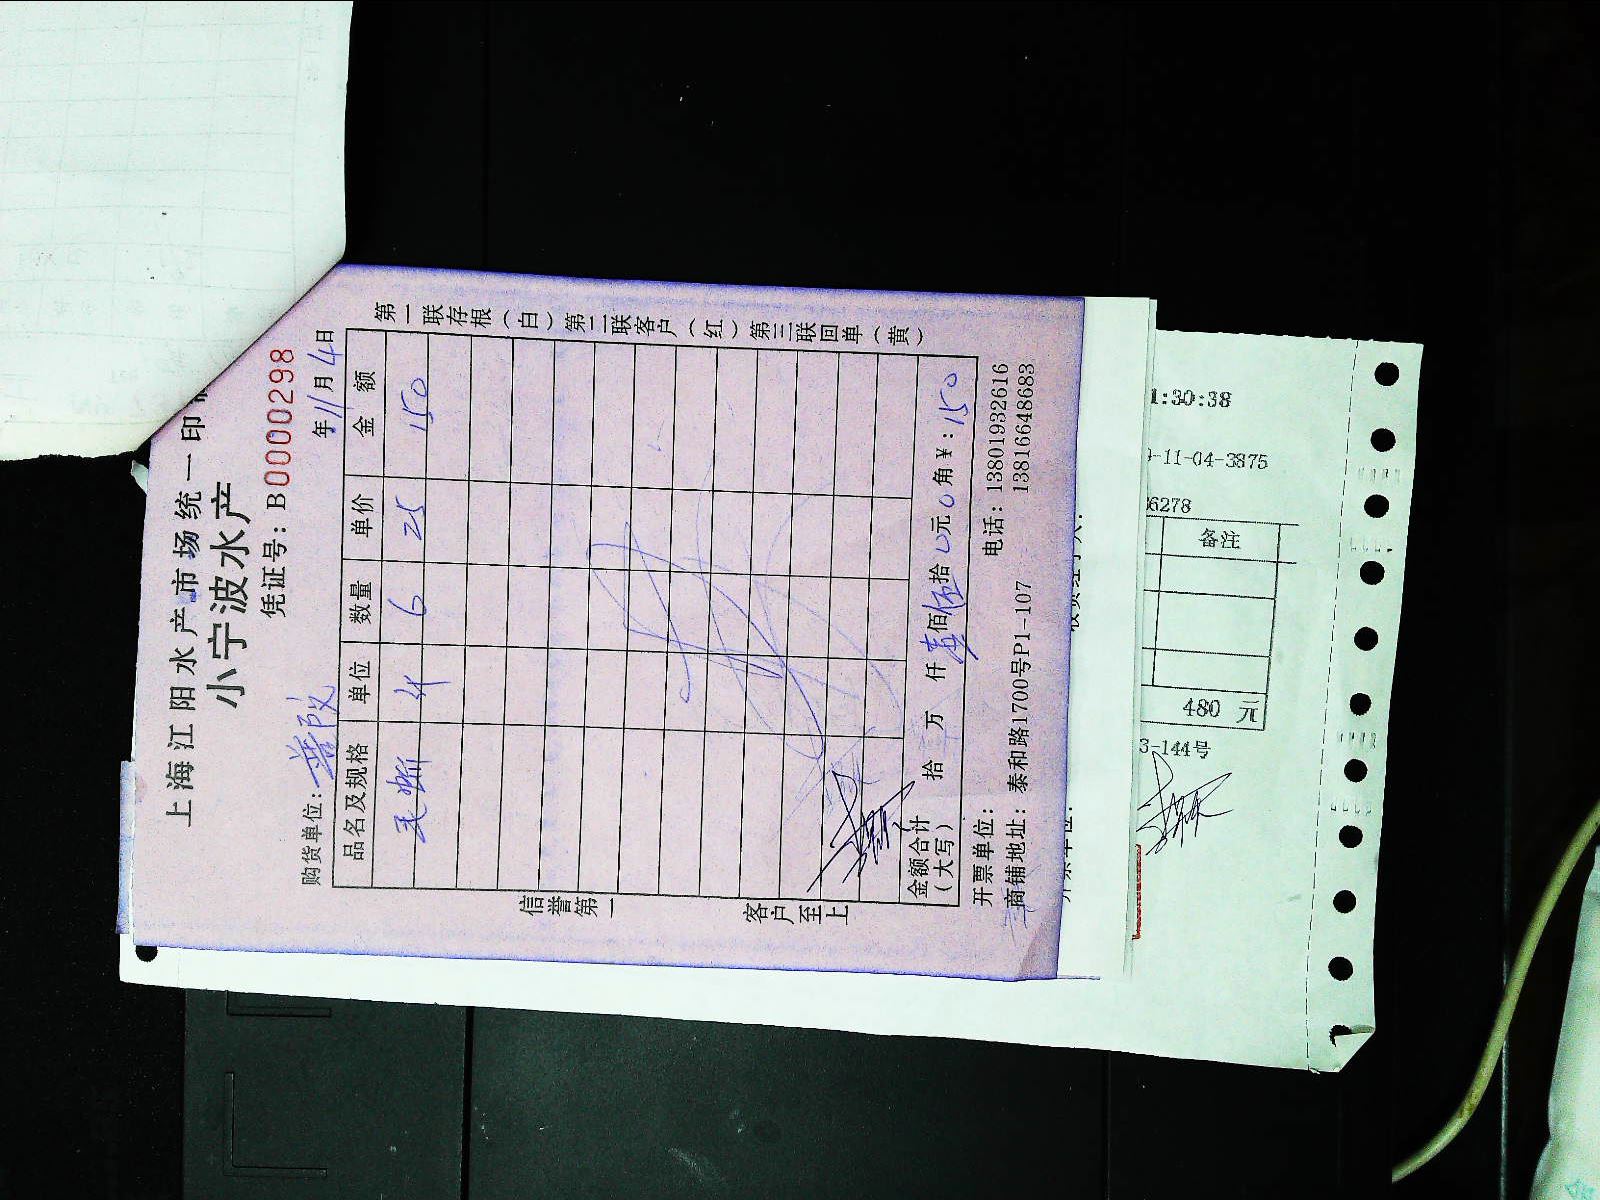 上海江阳水产市场统一印
小宁波水产
凭证号：B0000298
购货单位：
年11月4日
品名及规格 单位 数量 单价 金额
毛蚶 斤 6 25 150
金额合计（大写） 拾 万 仟 壹佰伍拾0元0角 ¥：150
开票单位： 电话：13801932616
商铺地址：泰和路1700号P1-107 13816648683
信誉第一
客户至上
第一联存根（白）第二联客户（红）第三联回单（黄）
1:30:38
-11-04-3875
6278
备注
480 元
3-144号